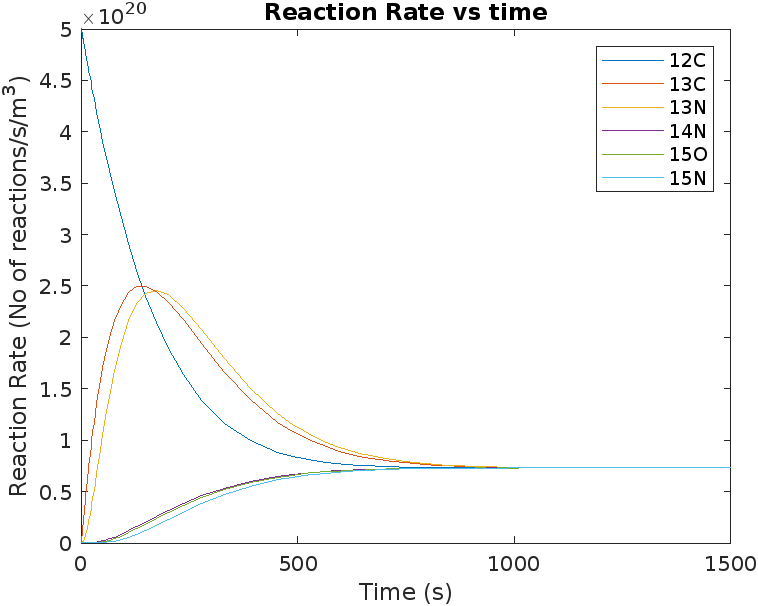 Reaction Rate vs time
×10^20
5
4.5
4
3.5
3
2.5
2
1.5
1
0.5
0
Reaction Rate (No of reactions/s/m^3)
12C
13C
13N
14N
15O
15N
0 500 1000 1500
Time (s)